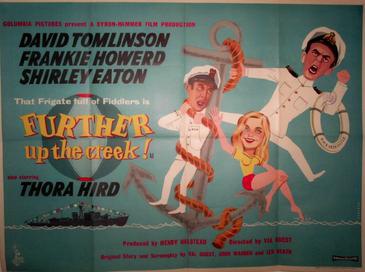 COLUMBIA PICTURES present A BYRON-HAMMER FILM PRODUCTION
DAVID TOMLINSON
FRANKIE HOWERD
SHIRLEY EATON
That Frigate full of Fiddlers is
FURTHER
up the creek!
also starring
THORA HIRD
Produced by HENRY HALSTED
Directed by VAL GUEST
Original Story and Screenplay by VAL GUEST, JOHN WARREN and LEN HEATH